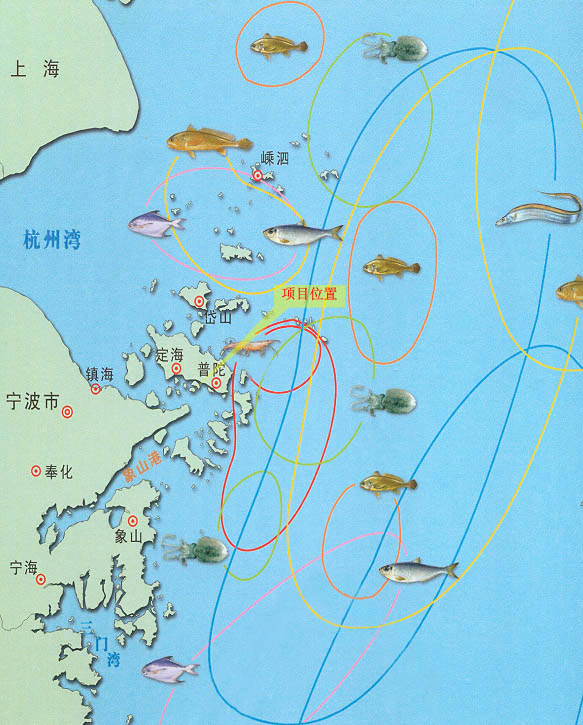 上 海
嵊泗
杭州湾
项目位置
岱山
定海
普陀
镇海
宁波市
象山港
奉化
象山
宁海
三门湾